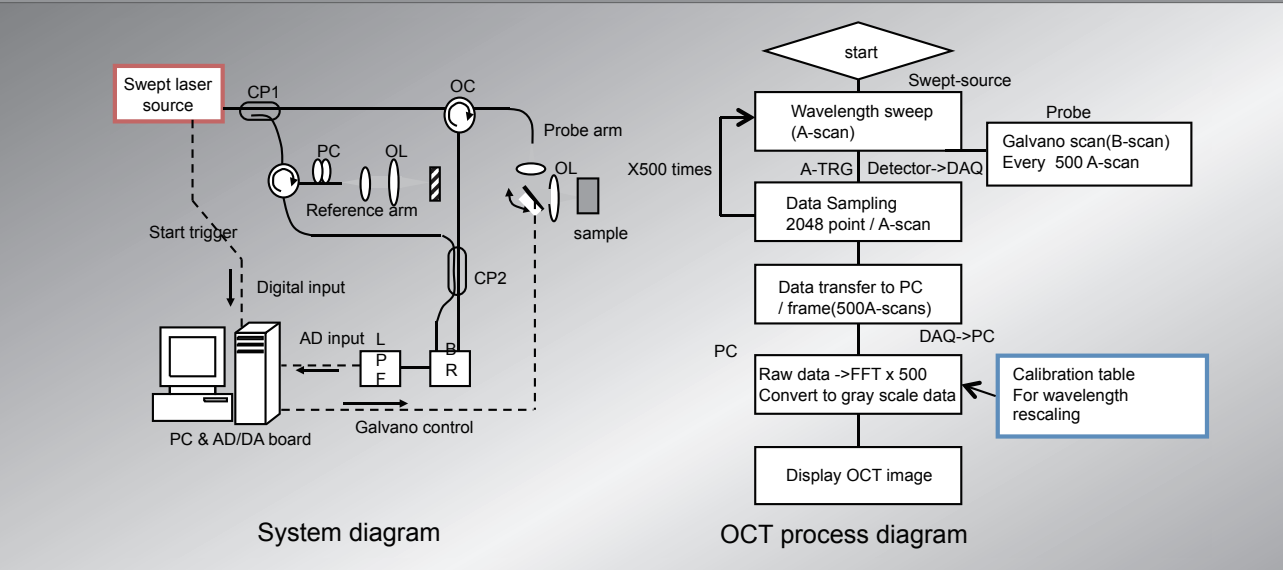 Swept laser
source
CP1
OC
Probe arm
PC
OL
OL
Reference arm
sample
Start trigger
CP2
Digital input
AD input
L
P
F
B
R
Galvano control
PC & AD/DA board
System diagram
start
Swept-source
Wavelength sweep
(A-scan)
Probe
Galvano scan(B-scan)
Every 500 A-scan
X500 times
A-TRG
Detector->DAQ
Data Sampling
2048 point / A-scan
Data transfer to PC
/ frame(500A-scans)
DAQ->PC
PC
Raw data ->FFT x 500
Convert to gray scale data
Calibration table
For wavelength
rescaling
Display OCT image
OCT process diagram